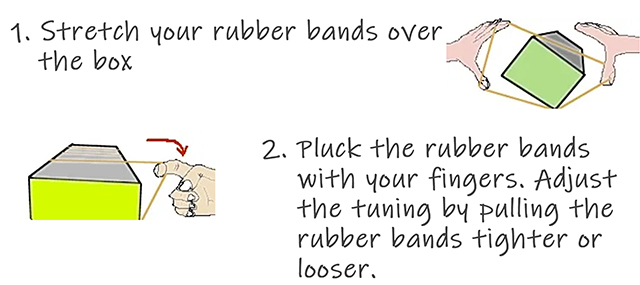 1. Stretch your rubber bands over
the box
2. Pluck the rubber bands
with your fingers. Adjust
the tuning by pulling the
rubber bands tighter or
looser.